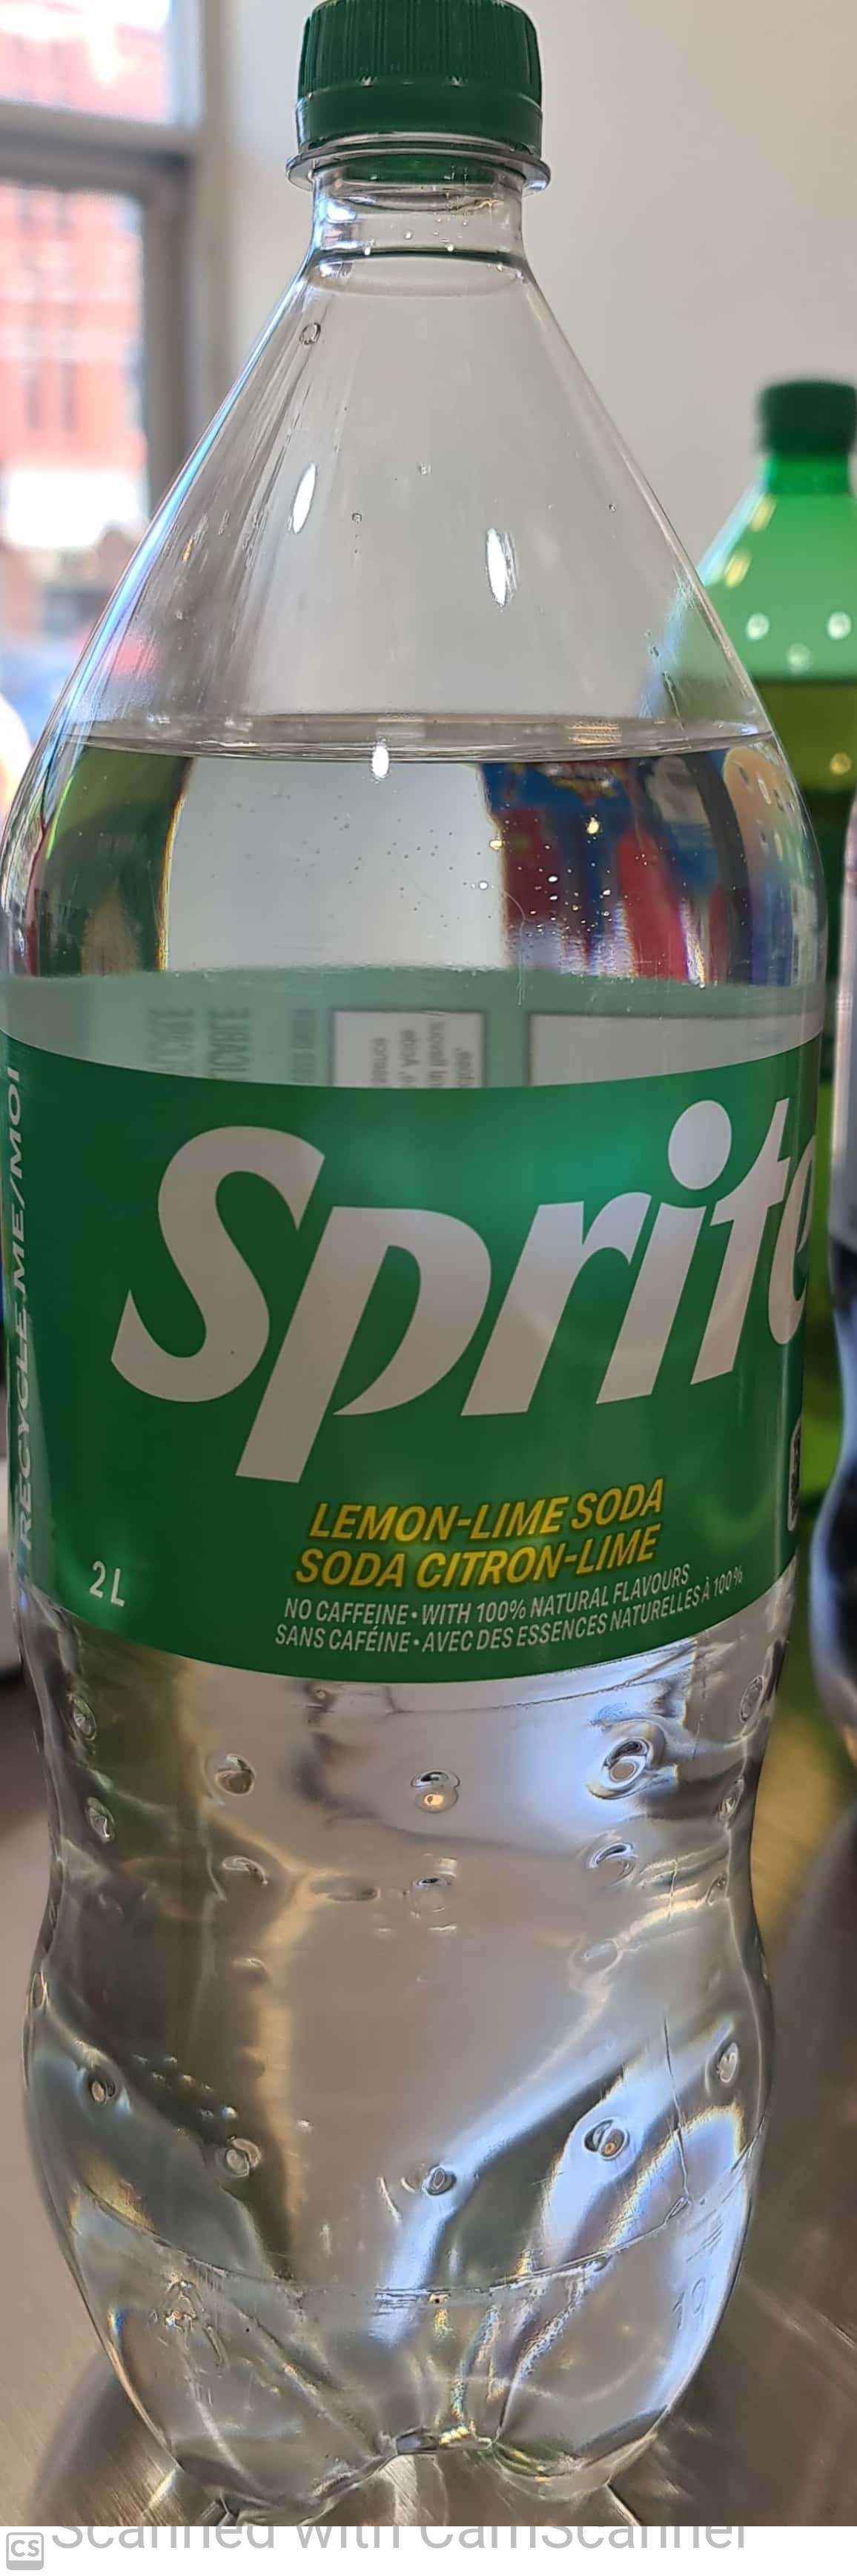 RECYCLE ME/MOI
Sprite
LEMON-LIME SODA
SODA CITRON-LIME
2 L
NO CAFFEINE • WITH 100% NATURAL FLAVOURS
SANS CAFÉINE • AVEC DES ESSENCES NATURELLES À 100%
CS Scanned with CamScanner